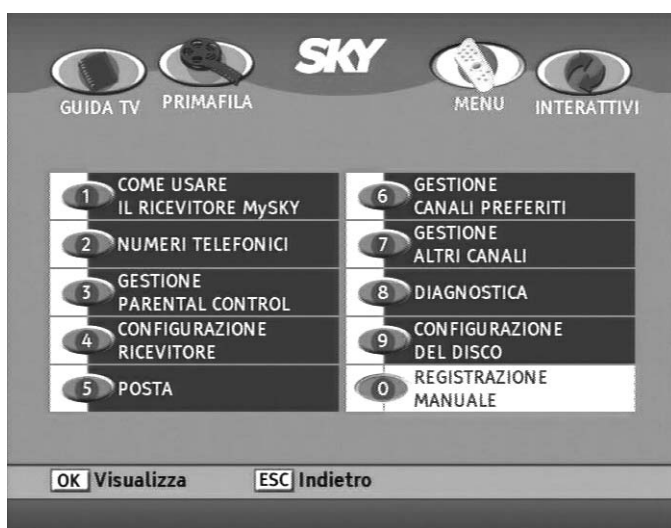 SKY
GUIDA TV
PRIMAFILA
MENU
INTERATTIVI
1 COME USARE
IL RICEVITORE MySKY
2 NUMERI TELEFONICI
3 GESTIONE
PARENTAL CONTROL
4 CONFIGURAZIONE
RICEVITORE
5 POSTA
6 GESTIONE
CANALI PREFERITI
7 GESTIONE
ALTRI CANALI
8 DIAGNOSTICA
9 CONFIGURAZIONE
DEL DISCO
0 REGISTRAZIONE
MANUALE
OK Visualizza ESC Indietro